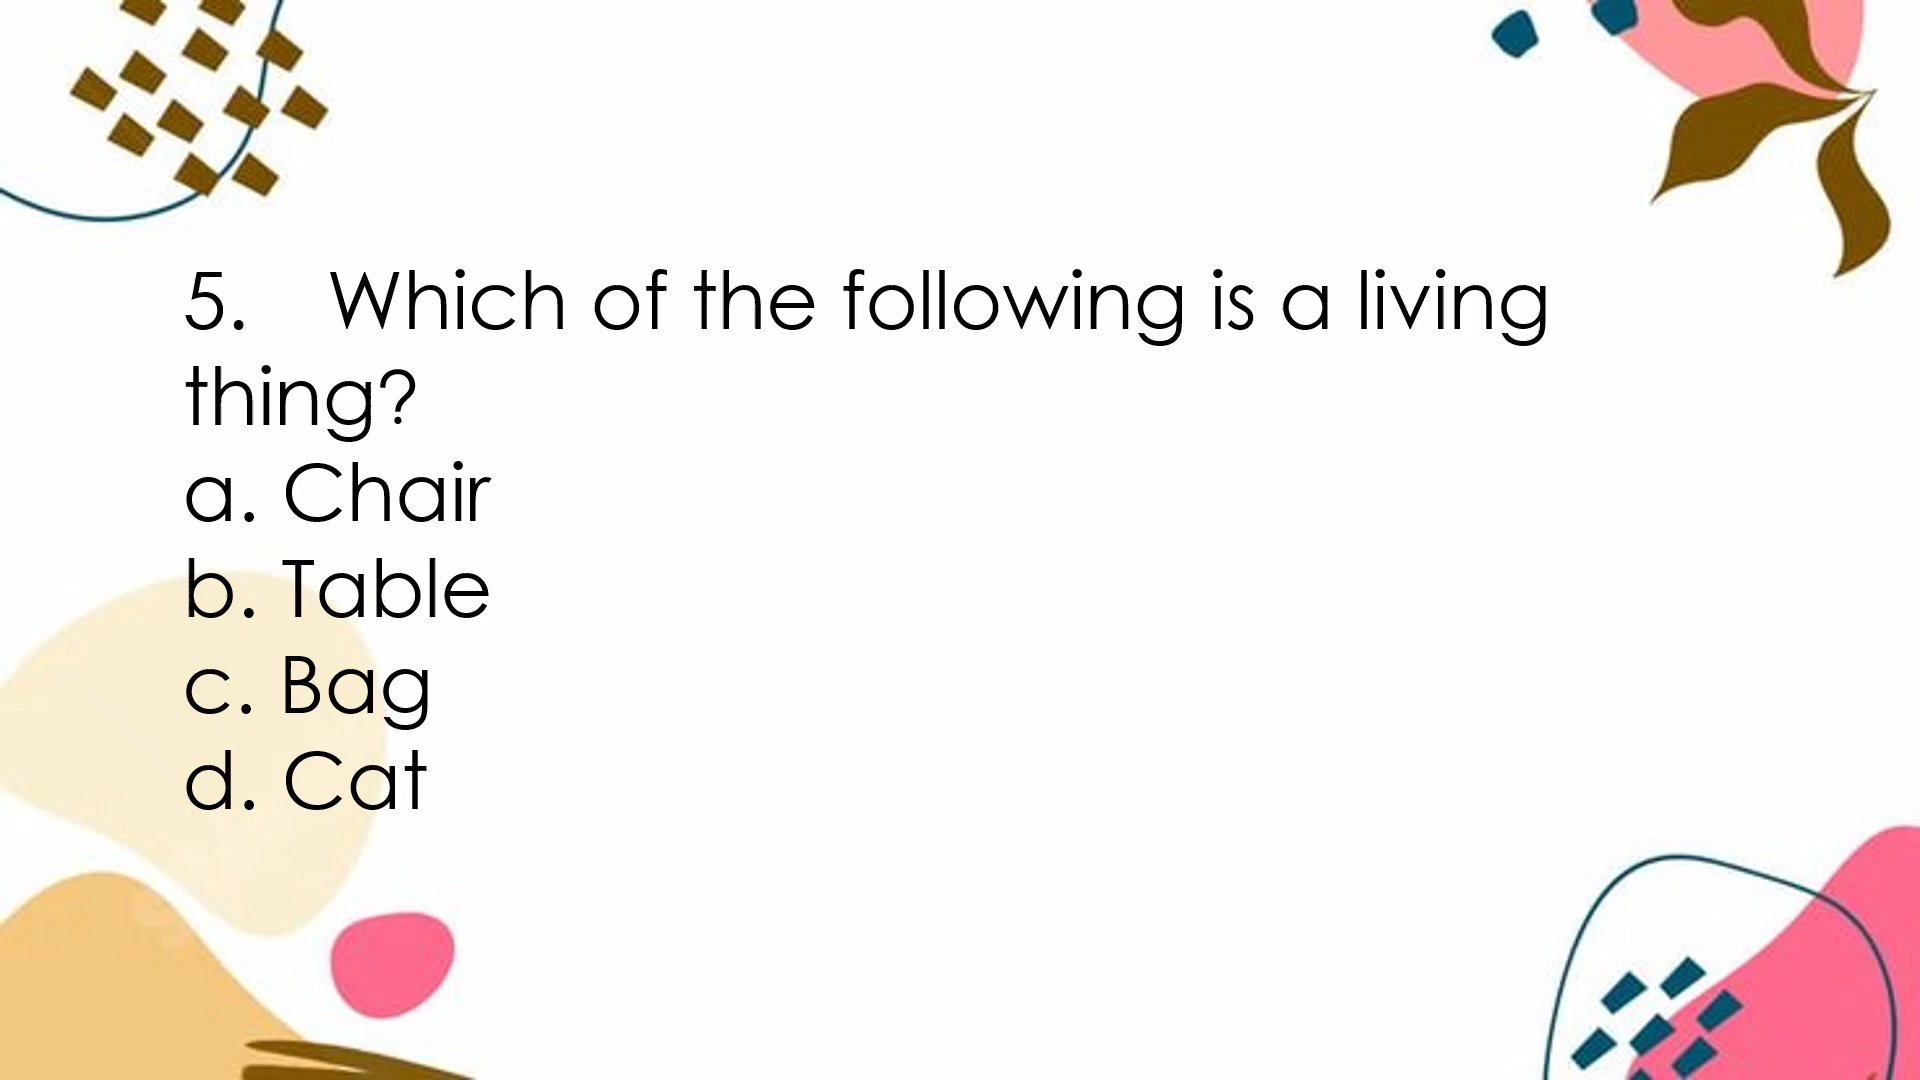 5. Which of the following is a living
thing?
a. Chair
b. Table
c. Bag
d. Cat